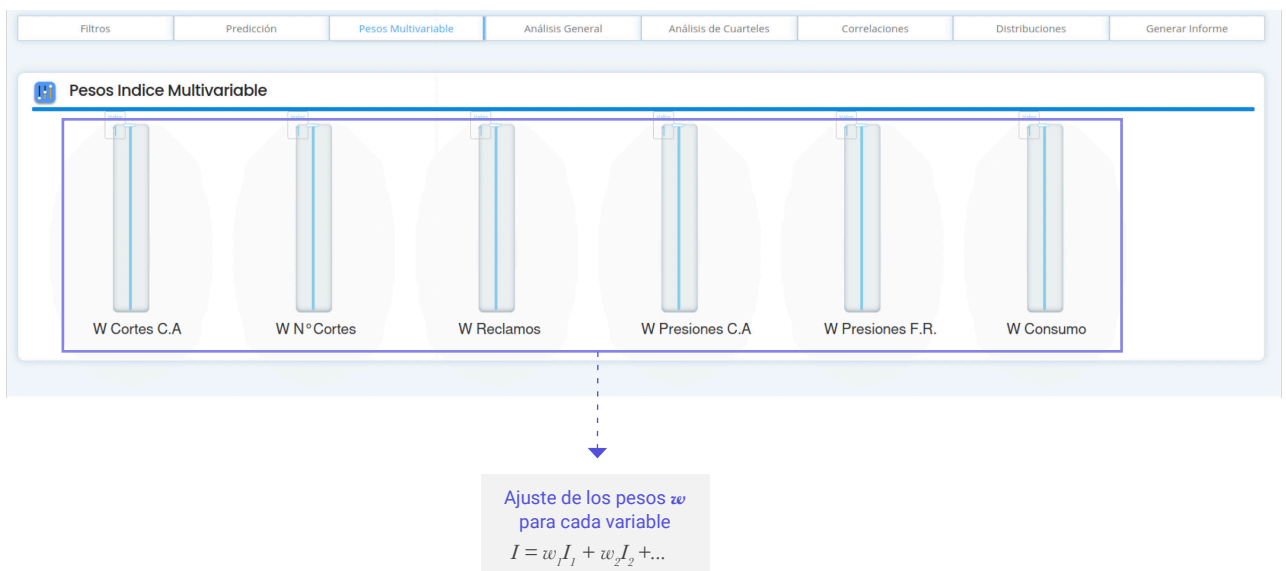 Filtros
Predicción
Pesos Multivariable
Análisis General
Análisis de Cuarteles
Correlaciones
Distribuciones
Generar Informe
Pesos Indice Multivariable
W Cortes C.A
W N°Cortes
W Reclamos
W Presiones C.A
W Presiones F.R.
W Consumo
Ajuste de los pesos w
para cada variable
I = w₁I₁ + w₂I₂ +...